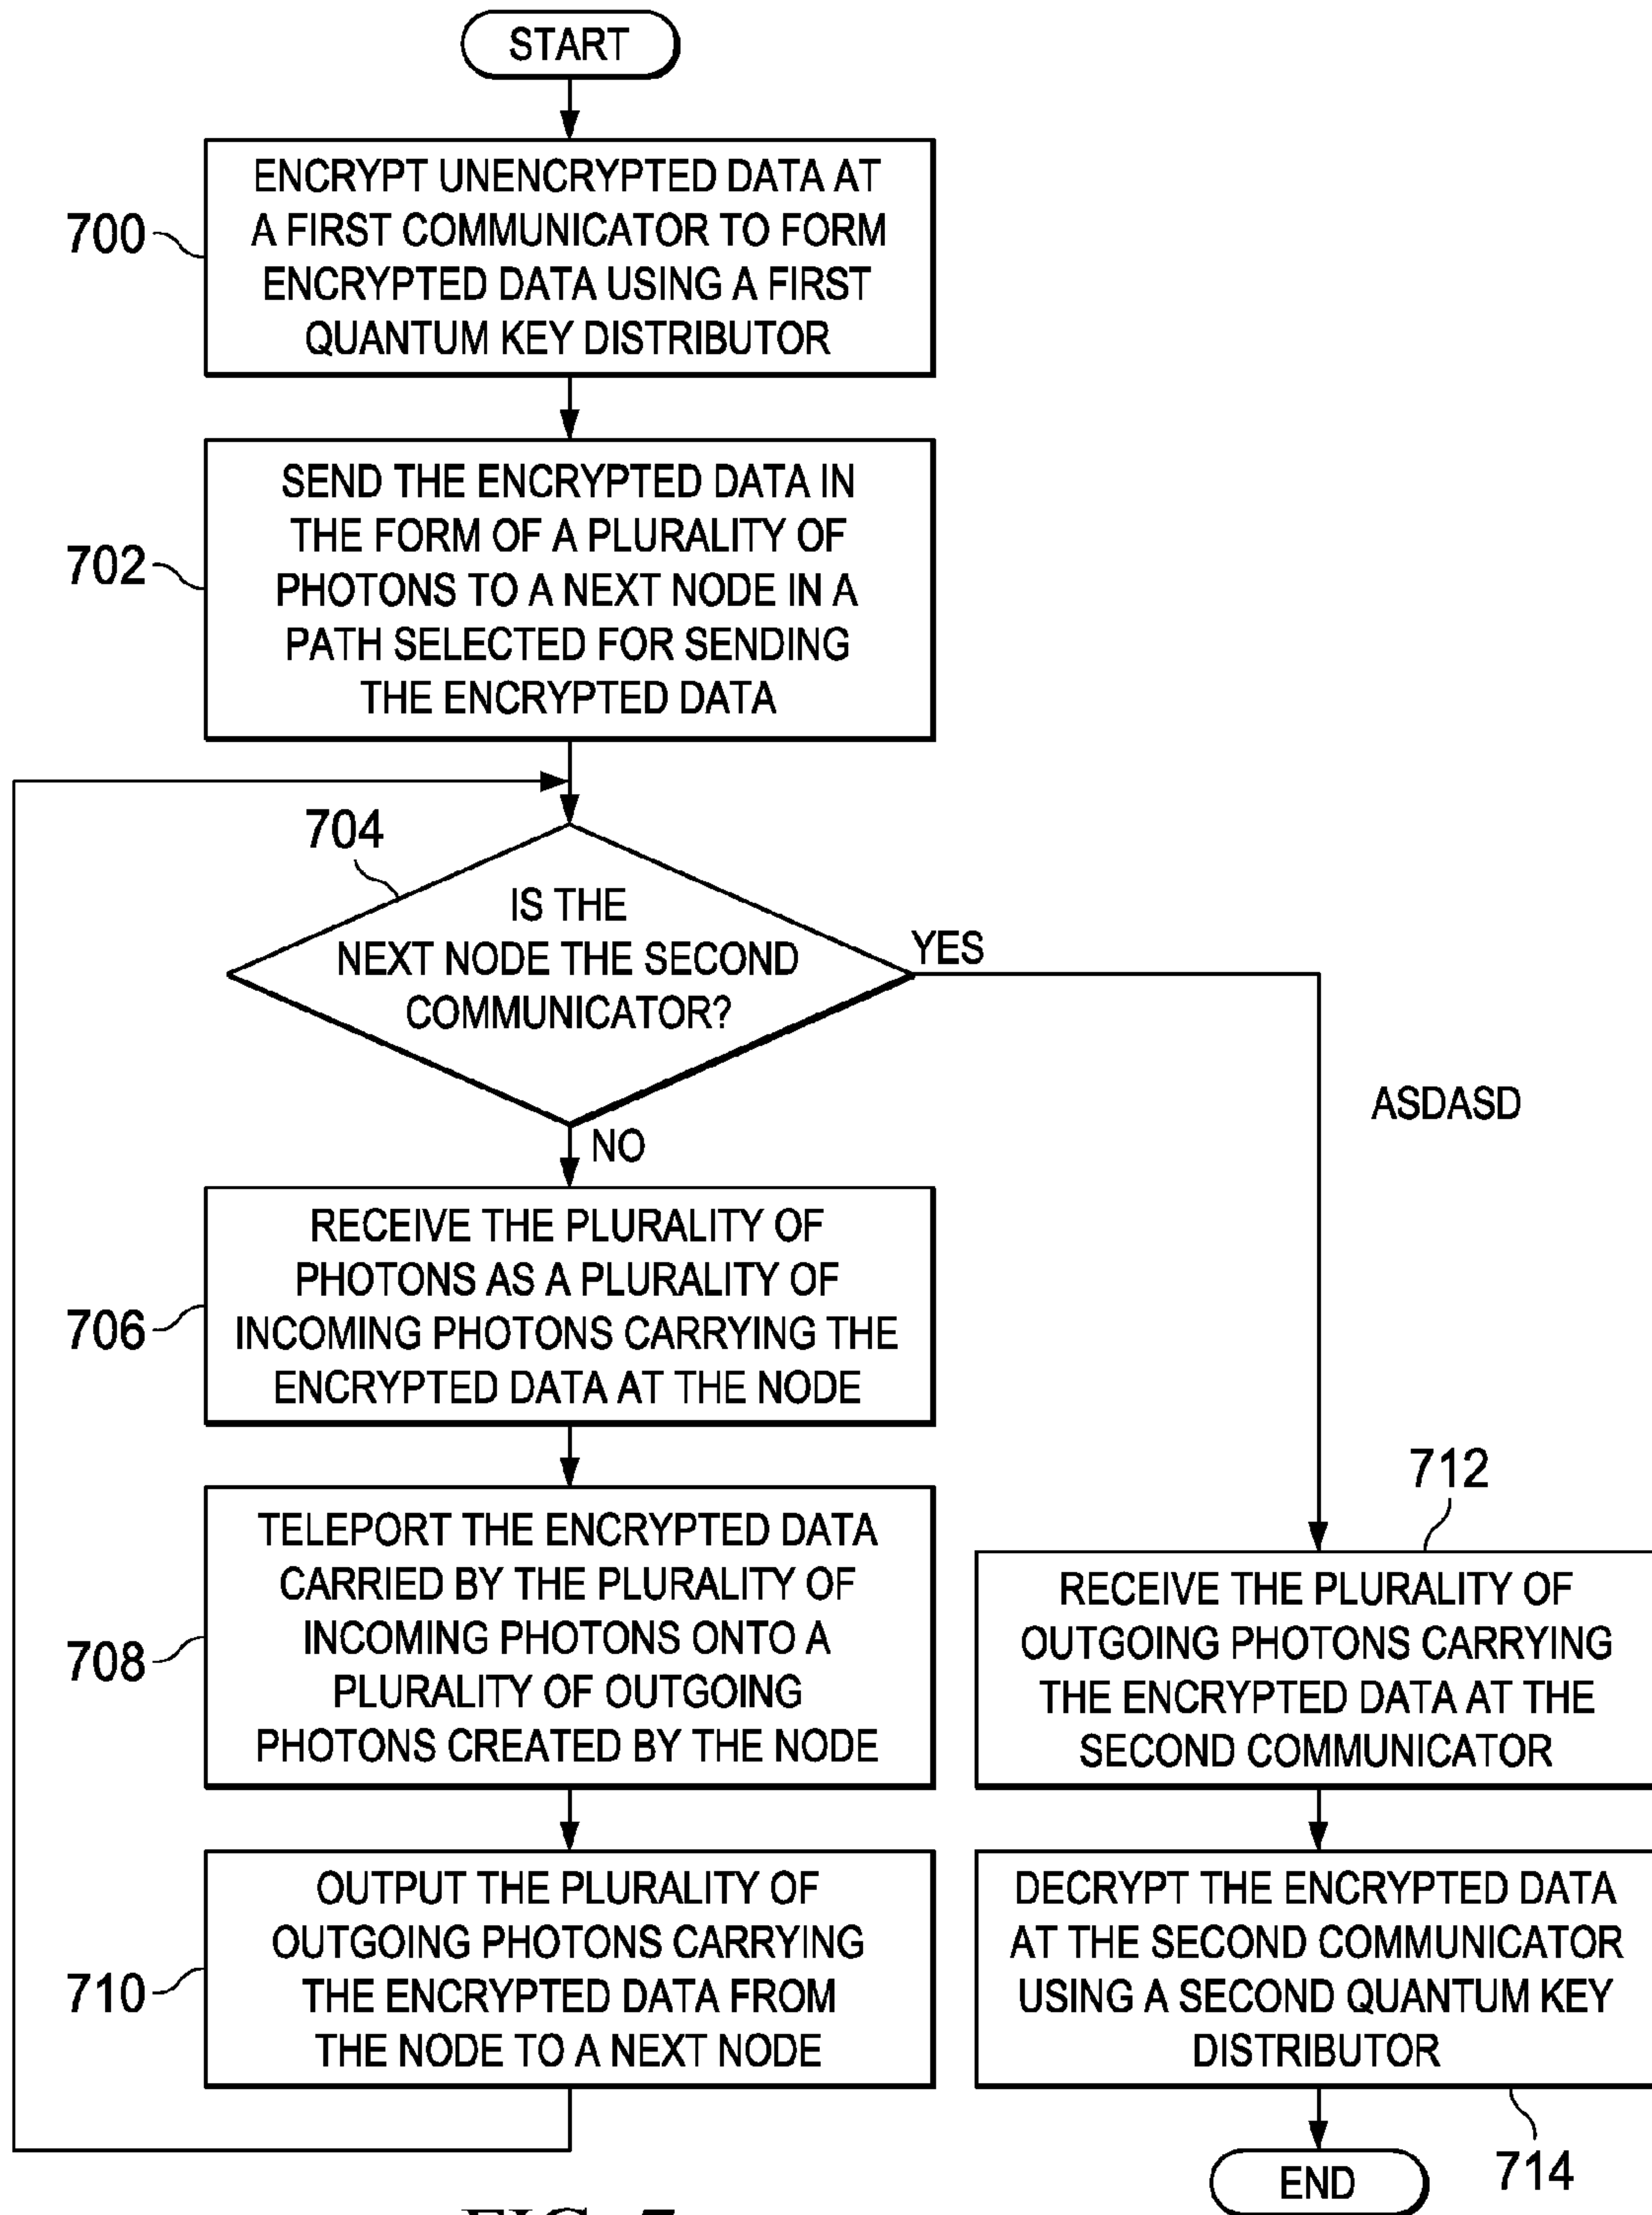 START
700
ENCRYPT UNENCRYPTED DATA AT
A FIRST COMMUNICATOR TO FORM
ENCRYPTED DATA USING A FIRST
QUANTUM KEY DISTRIBUTOR
702
SEND THE ENCRYPTED DATA IN
THE FORM OF A PLURALITY OF
PHOTONS TO A NEXT NODE IN A
PATH SELECTED FOR SENDING
THE ENCRYPTED DATA
704
IS THE
NEXT NODE THE SECOND
COMMUNICATOR?
YES
ASDASD
NO
706
RECEIVE THE PLURALITY OF
PHOTONS AS A PLURALITY OF
INCOMING PHOTONS CARRYING THE
ENCRYPTED DATA AT THE NODE
708
TELEPORT THE ENCRYPTED DATA
CARRIED BY THE PLURALITY OF
INCOMING PHOTONS ONTO A
PLURALITY OF OUTGOING
PHOTONS CREATED BY THE NODE
710
OUTPUT THE PLURALITY OF
OUTGOING PHOTONS CARRYING
THE ENCRYPTED DATA FROM
THE NODE TO A NEXT NODE
712
RECEIVE THE PLURALITY OF
OUTGOING PHOTONS CARRYING
THE ENCRYPTED DATA AT THE
SECOND COMMUNICATOR
DECRYPT THE ENCRYPTED DATA
AT THE SECOND COMMUNICATOR
USING A SECOND QUANTUM KEY
DISTRIBUTOR
714
END